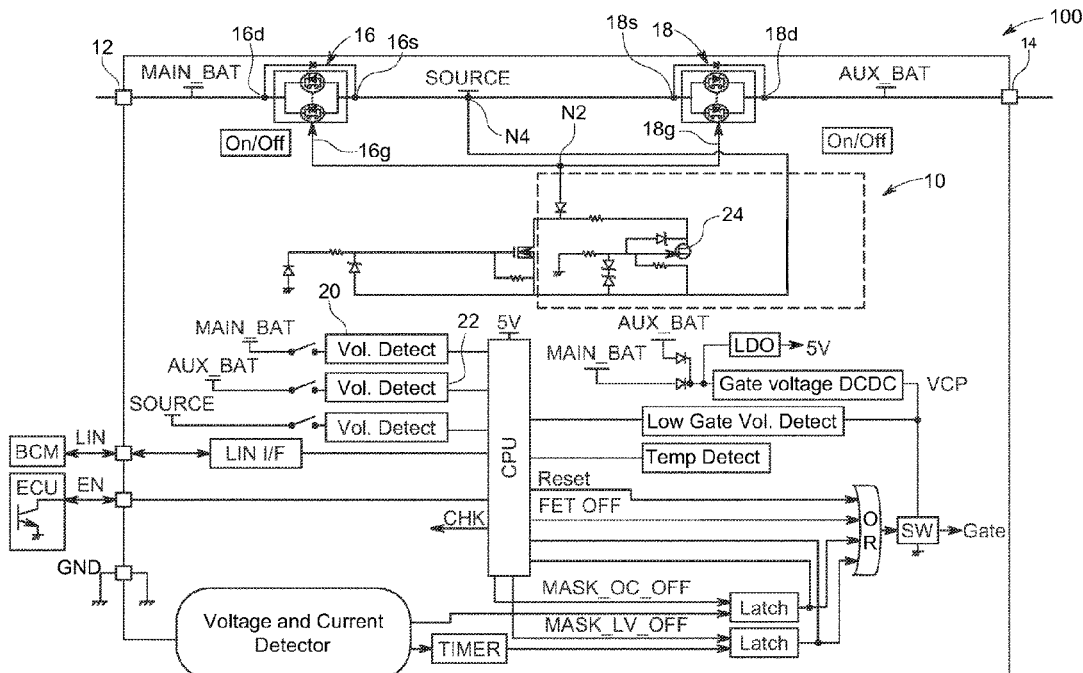 100
12
16d
16
16s
18s
18
18d
14
MAIN_BAT
SOURCE
AUX_BAT
On/Off
16g
N4
N2
18g
On/Off
10
24
20
22
MAIN_BAT
Vol. Detect
AUX_BAT
Vol. Detect
SOURCE
Vol. Detect
5V
CPU
AUX_BAT
MAIN_BAT
LDO
5V
Gate voltage DCDC
VCP
Low Gate Vol. Detect
Temp Detect
BCM
LIN
LIN I/F
ECU
EN
CHK
Reset
FET OFF
OR
SW
Gate
GND
MASK_OC_OFF
Latch
MASK_LV_OFF
Latch
Voltage and Current
Detector
TIMER